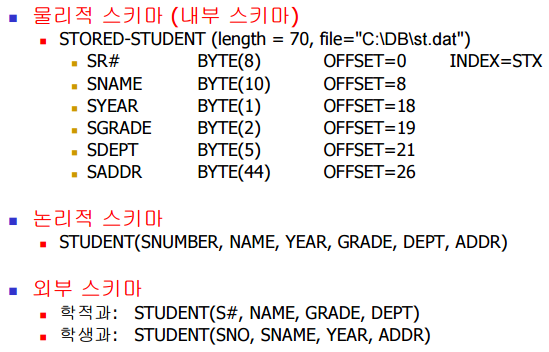 물리적 스키마 (내부 스키마)
STORED-STUDENT (length = 70, file="C:\DB\st.dat")
SR# BYTE(8) OFFSET=0 INDEX=STX
SNAME BYTE(10) OFFSET=8
SYEAR BYTE(1) OFFSET=18
SGRADE BYTE(2) OFFSET=19
SDEPT BYTE(5) OFFSET=21
SADDR BYTE(44) OFFSET=26
논리적 스키마
STUDENT(SNUMBER, NAME, YEAR, GRADE, DEPT, ADDR)
외부 스키마
학적과: STUDENT(S#, NAME, GRADE, DEPT)
학생과: STUDENT(SNO, SNAME, YEAR, ADDR)